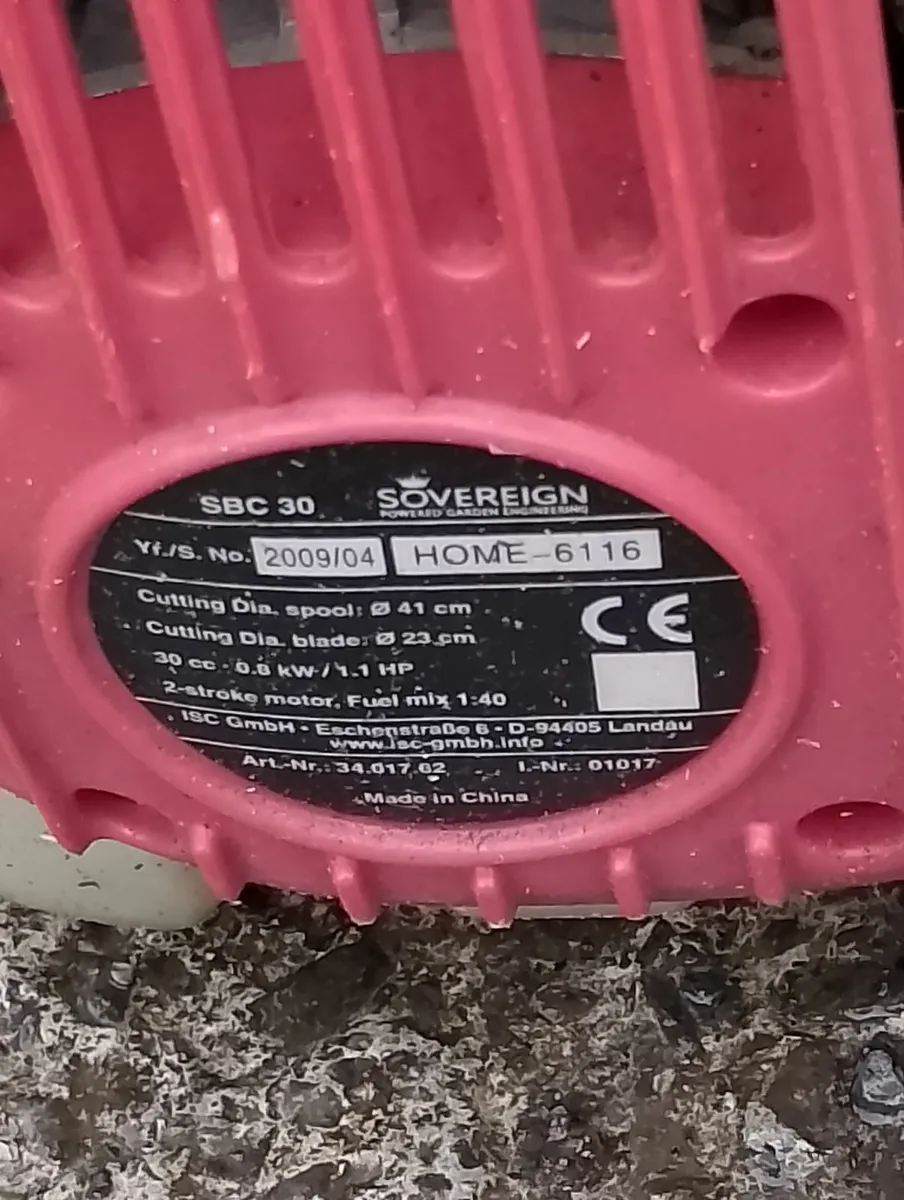 SBC 30 SOVEREIGN
POWERED GARDEN ENGINEERING
Yf./S. No. 2009/04 HOME-6116
Cutting Dia. spool: Ø 41 cm
Cutting Dia. blade: Ø 23 cm
CE
30 cc - 0.8 kW / 1.1 HP
2-stroke motor, Fuel mix 1:40
ISC GmbH • Eschenstraße 6 • D-94405 Landau
www.isc-gmbh.info
Art.-Nr.: 34.017.62 I.-Nr.: 01017
Made in China